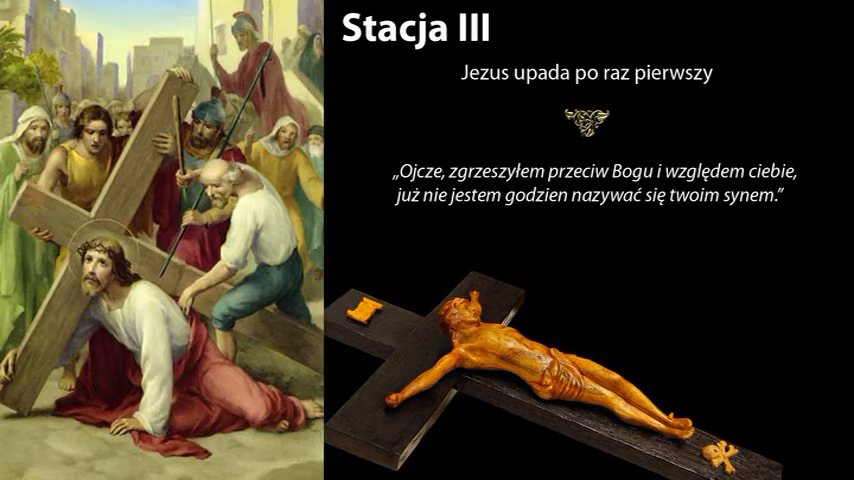 Stacja III
Jezus upada po raz pierwszy
„Ojcze, zgrzeszyłem przeciw Bogu i względem ciebie,
już nie jestem godzien nazywać się twoim synem.”